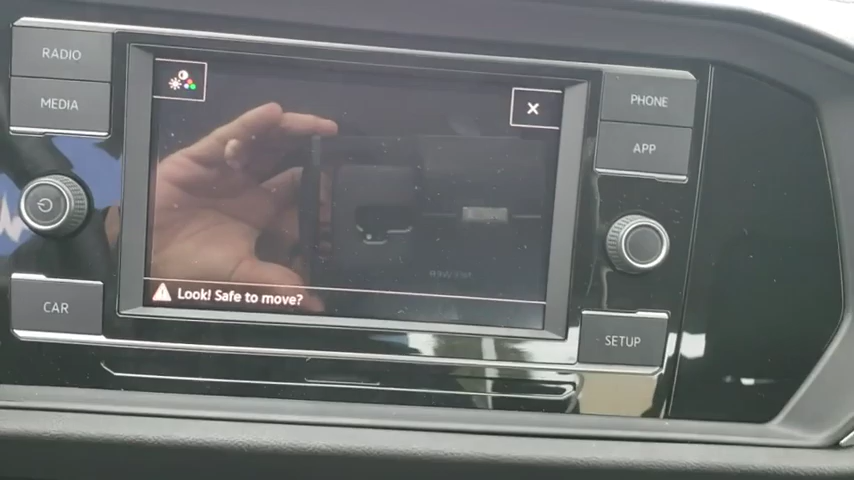 RADIO
MEDIA
PHONE
APP
Look! Safe to move?
CAR
SETUP